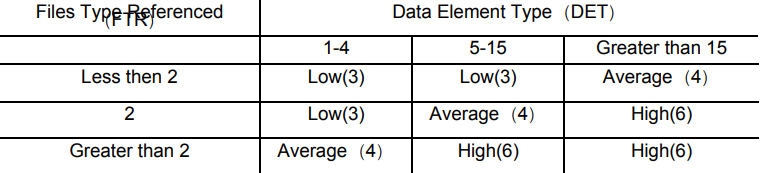 Files Type Referenced (FTR) Data Element Type (DET)
1-4 5-15 Greater than 15
Less then 2 Low(3) Low(3) Average (4)
2 Low(3) Average (4) High(6)
Greater than 2 Average (4) High(6) High(6)